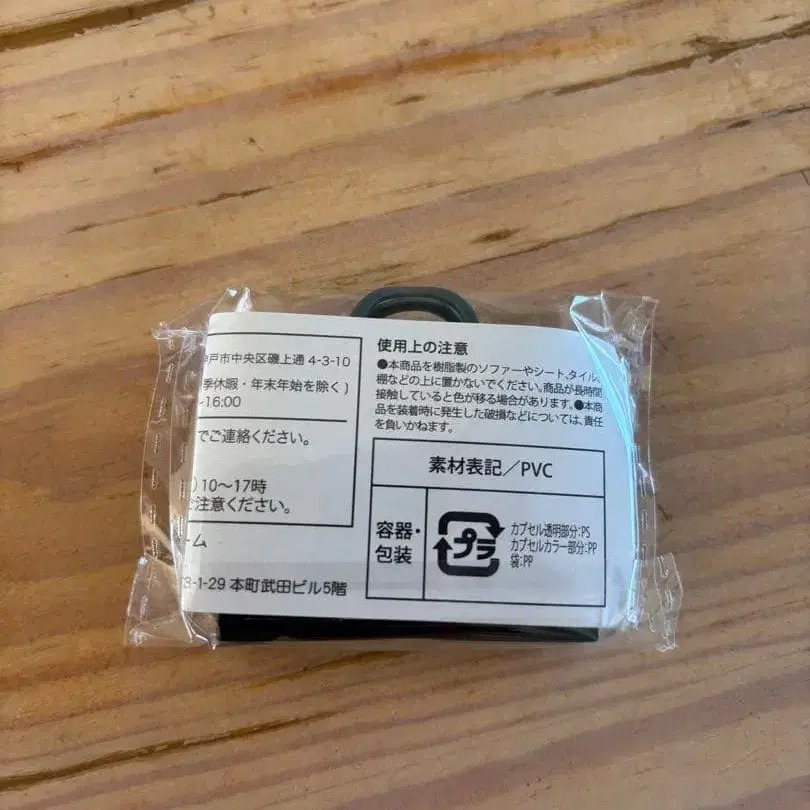 戸市中央区磯上通 4-3-10
季休暇・年末年始を除く）
-16:00
でご連絡ください。
）10〜17時
注意ください。
ーム
3-1-29 本町武田ビル5階
使用上の注意
●本商品を樹脂製のソファーやシート、タイル、
棚などの上に置かないでください。商品が長時間
接触していると色が移る場合があります。●本商
品を装着時に発生した破損などについては、責任
を負いかねます。
素材表記／PVC
容器・
包装
プラ
カプセル透明部分：PS
カプセルカラー部分：PP
袋：PP